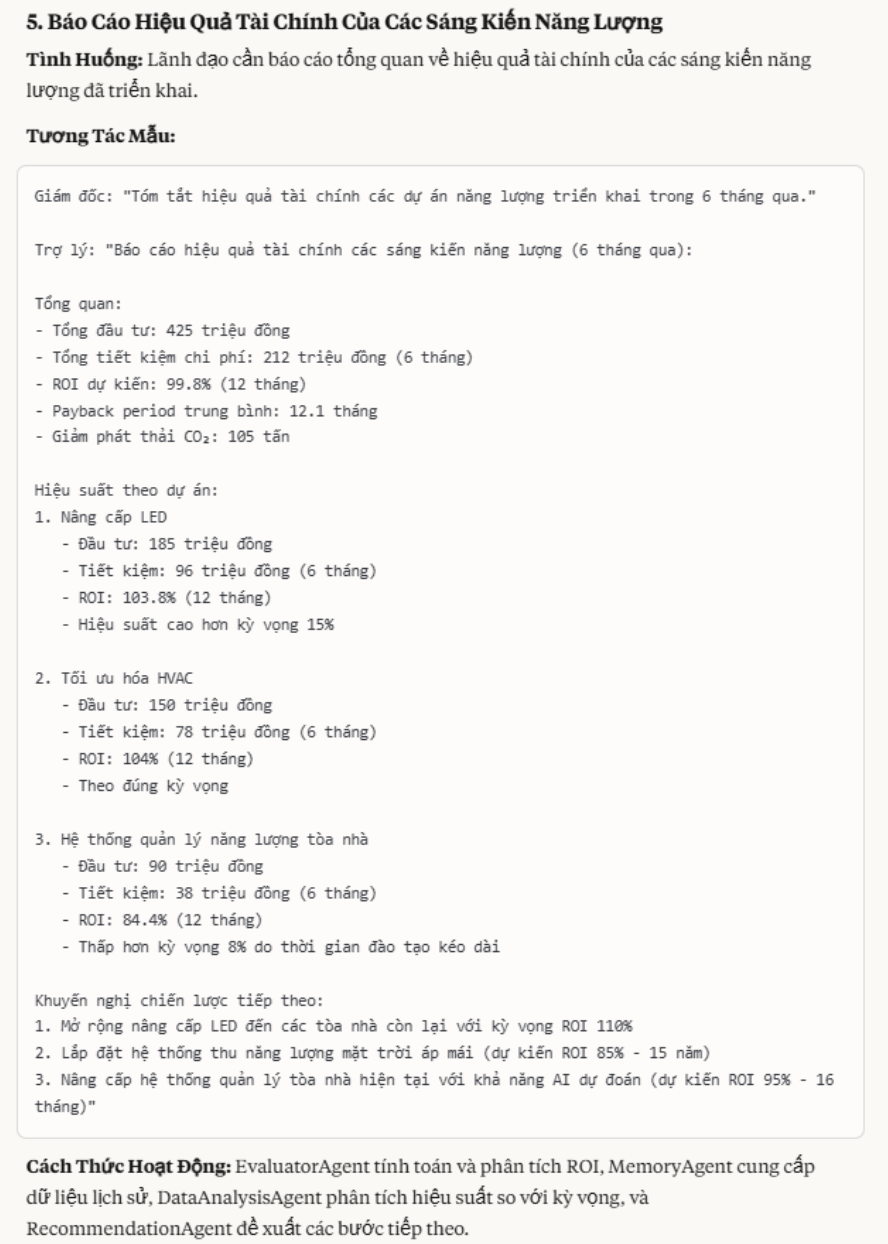 5. Báo Cáo Hiệu Quả Tài Chính Của Các Sáng Kiến Năng Lượng
Tình Huống: Lãnh đạo cần báo cáo tổng quan về hiệu quả tài chính của các sáng kiến năng
lượng đã triển khai.
Tương Tác Mẫu:
Giám đốc: "Tóm tắt hiệu quả tài chính các dự án năng lượng triển khai trong 6 tháng qua."
Trợ lý: "Báo cáo hiệu quả tài chính các sáng kiến năng lượng (6 tháng qua):
Tổng quan:
- Tổng đầu tư: 425 triệu đồng
- Tổng tiết kiệm chi phí: 212 triệu đồng (6 tháng)
- ROI dự kiến: 99.8% (12 tháng)
- Payback period trung bình: 12.1 tháng
- Giảm phát thải CO₂: 105 tấn
Hiệu suất theo dự án:
1. Nâng cấp LED
- Đầu tư: 185 triệu đồng
- Tiết kiệm: 96 triệu đồng (6 tháng)
- ROI: 103.8% (12 tháng)
- Hiệu suất cao hơn kỳ vọng 15%
2. Tối ưu hóa HVAC
- Đầu tư: 150 triệu đồng
- Tiết kiệm: 78 triệu đồng (6 tháng)
- ROI: 104% (12 tháng)
- Theo đúng kỳ vọng
3. Hệ thống quản lý năng lượng tòa nhà
- Đầu tư: 90 triệu đồng
- Tiết kiệm: 38 triệu đồng (6 tháng)
- ROI: 84.4% (12 tháng)
- Thấp hơn kỳ vọng 8% do thời gian đào tạo kéo dài
Khuyến nghị chiến lược tiếp theo:
1. Mở rộng nâng cấp LED đến các tòa nhà còn lại với kỳ vọng ROI 110%
2. Lắp đặt hệ thống thu năng lượng mặt trời áp mái (dự kiến ROI 85% - 15 năm)
3. Nâng cấp hệ thống quản lý tòa nhà hiện tại với khả năng AI dự đoán (dự kiến ROI 95% - 16
tháng)"
Cách Thức Hoạt Động: EvaluatorAgent tính toán và phân tích ROI, MemoryAgent cung cấp
dữ liệu lịch sử, DataAnalysisAgent phân tích hiệu suất so với kỳ vọng, và
RecommendationAgent đề xuất các bước tiếp theo.